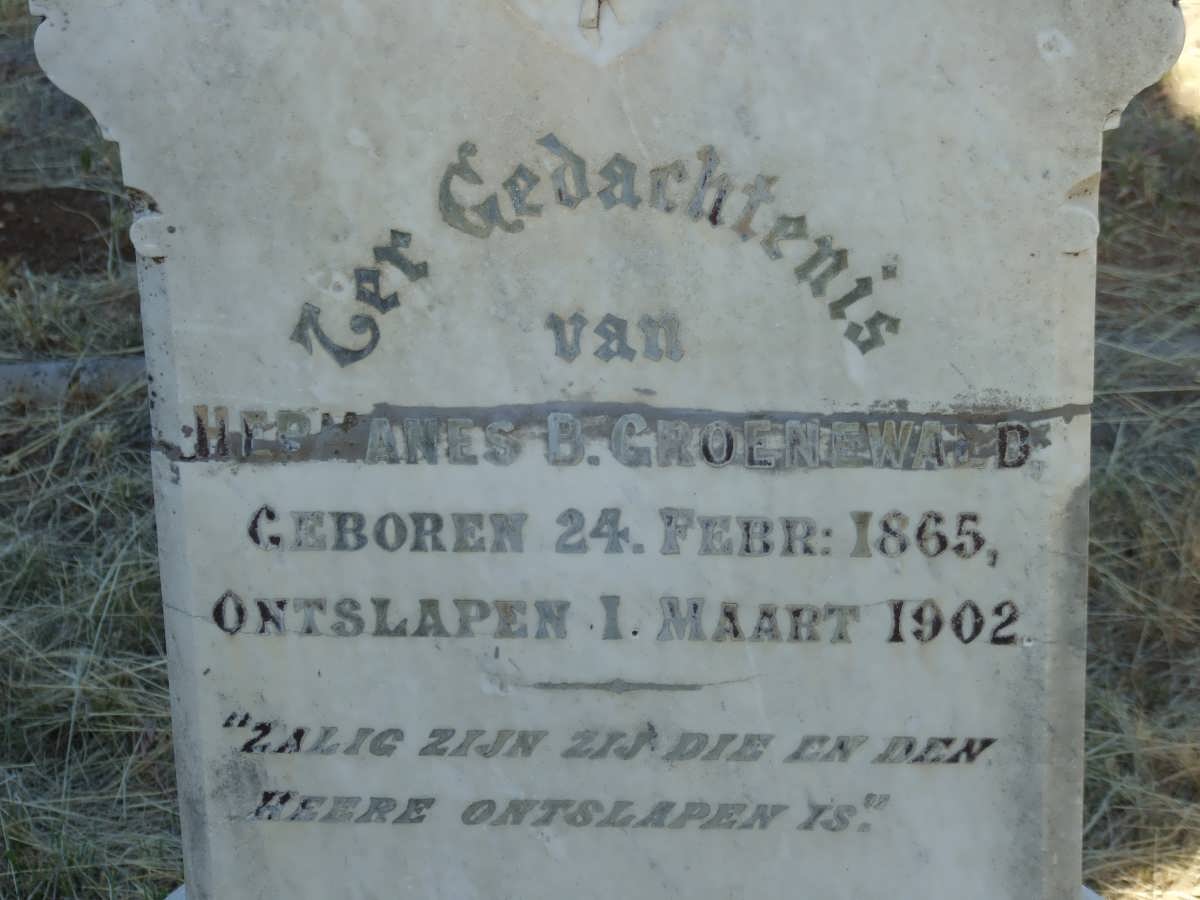 Ter Gedachtenis
van
HERMANES B. GROENEWALD,
GEBOREN 24. FEBR: 1865,
ONTSLAPEN 1. MAART 1902.
"ZALIG ZIJN ZIJ DIE EN DEN
HEERE ONTSLAPEN IS."